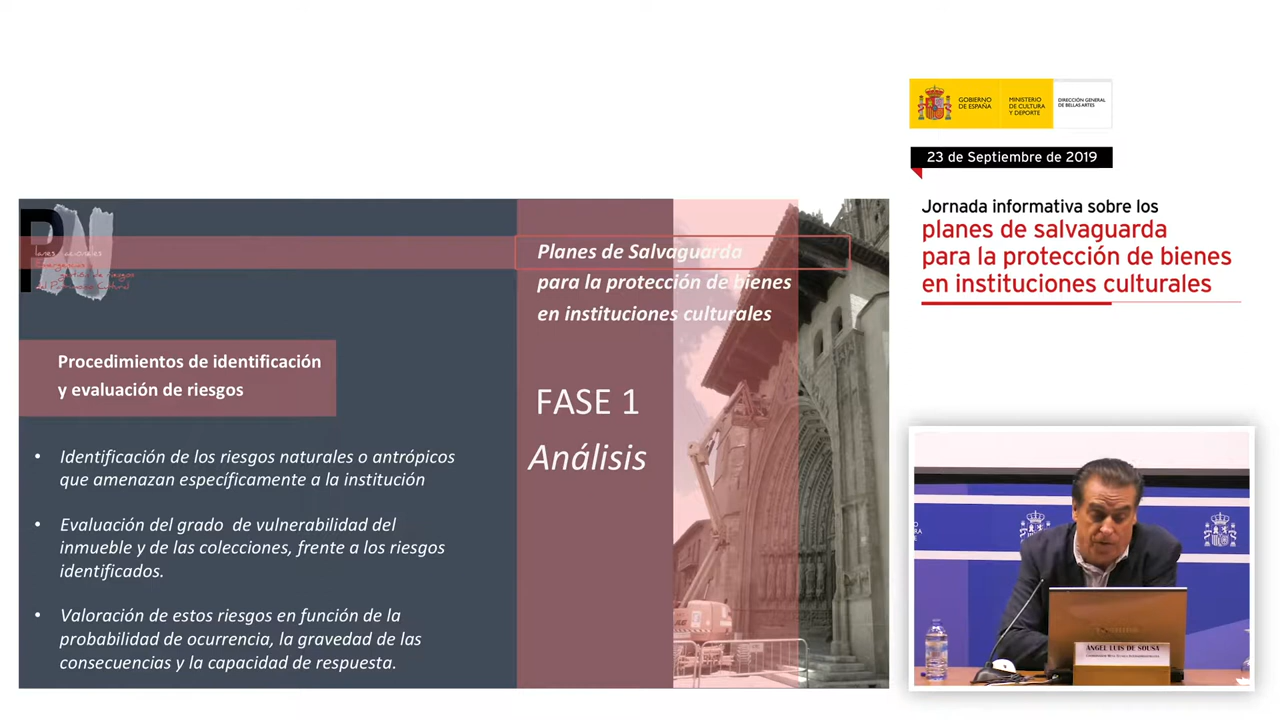 GOBIERNO
DE ESPAÑA
MINISTERIO
DE CULTURA
Y DEPORTE
DIRECCIÓN GENERAL
DE BELLAS ARTES
23 de Septiembre de 2019
Jornada informativa sobre los
planes de salvaguarda
para la protección de bienes
en instituciones culturales
PN
del Patrimonio Cultural
Planes de Salvaguarda
para la protección de bienes
en instituciones culturales
Procedimientos de identificación
y evaluación de riesgos
FASE 1
Análisis
• Identificación de los riesgos naturales o antrópicos
que amenazan específicamente a la institución
• Evaluación del grado de vulnerabilidad del
inmueble y de las colecciones, frente a los riesgos
identificados.
• Valoración de estos riesgos en función de la
probabilidad de ocurrencia, la gravedad de las
consecuencias y la capacidad de respuesta.
ÁNGEL LUIS DE SOUSA